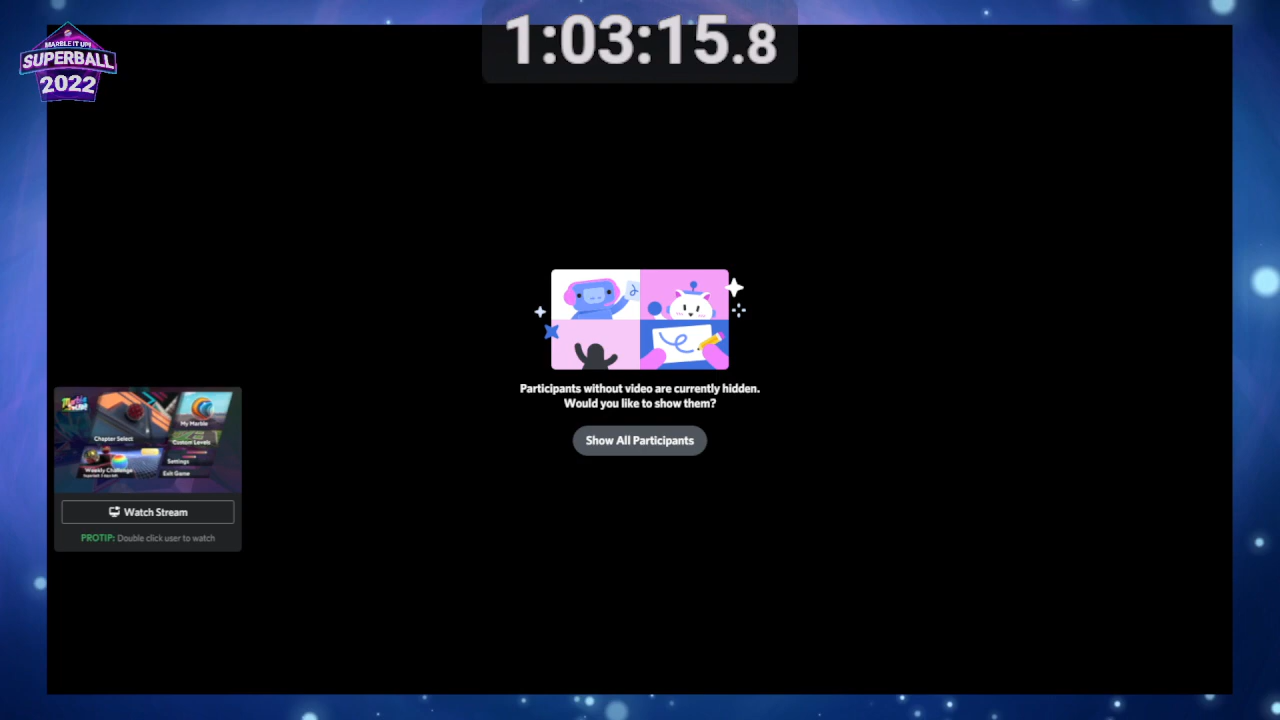 1:03:15.8
MARBLE IT UP!
SUPERBALL
2022
Participants without video are currently hidden.
Would you like to show them?
Show All Participants
My Marble
Chapter Select
Custom Levels
Settings
Weekly Challenge
Exit Game
Watch Stream
PROTIP: Double click user to watch